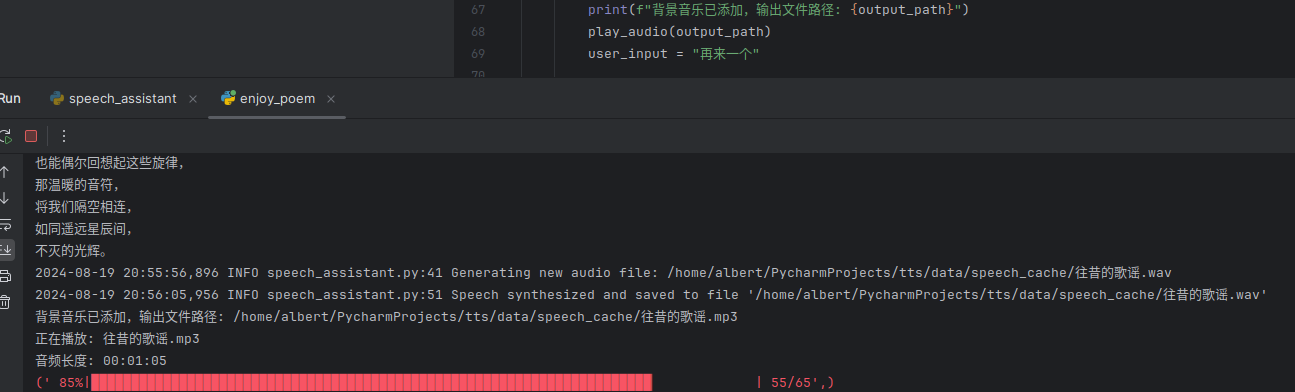 67 print(f"背景音乐已添加，输出文件路径: {output_path}")
68 play_audio(output_path)
69 user_input = "再来一个"
70
Run speech_assistant × enjoy_poem ×
也能偶尔回想起这些旋律，
那温暖的音符，
将我们隔空相连，
如同遥远星辰间，
不灭的光辉。
2024-08-19 20:55:56,896 INFO speech_assistant.py:41 Generating new audio file: /home/albert/PycharmProjects/tts/data/speech_cache/往昔的歌谣.wav
2024-08-19 20:56:05,956 INFO speech_assistant.py:51 Speech synthesized and saved to file '/home/albert/PycharmProjects/tts/data/speech_cache/往昔的歌谣.wav'
背景音乐已添加，输出文件路径: /home/albert/PycharmProjects/tts/data/speech_cache/往昔的歌谣.mp3
正在播放: 往昔的歌谣.mp3
音频长度: 00:01:05
(' 85%| | 55/65',)